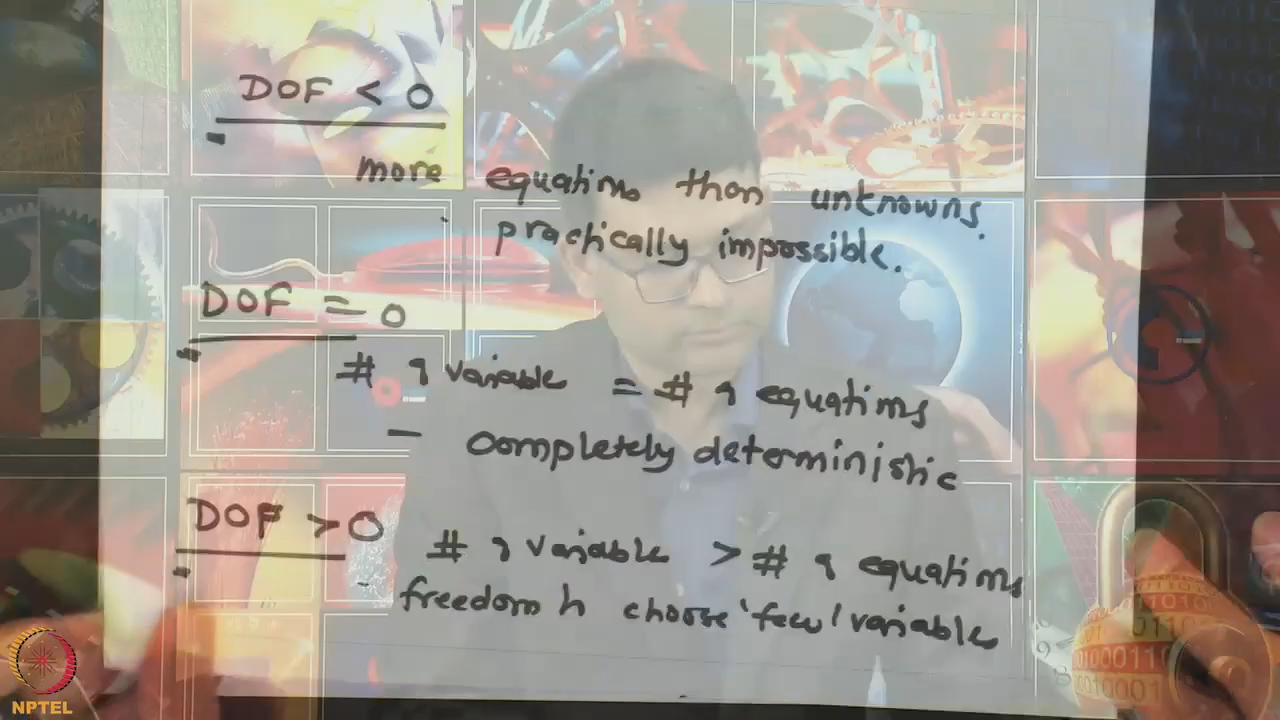 DOF < 0
more equations than unknowns.
practically impossible.
DOF = 0
# of variable = # of equations
- completely deterministic
DOF > 0
# of variable > # of equations
- freedom to choose 'few' variables
NPTEL